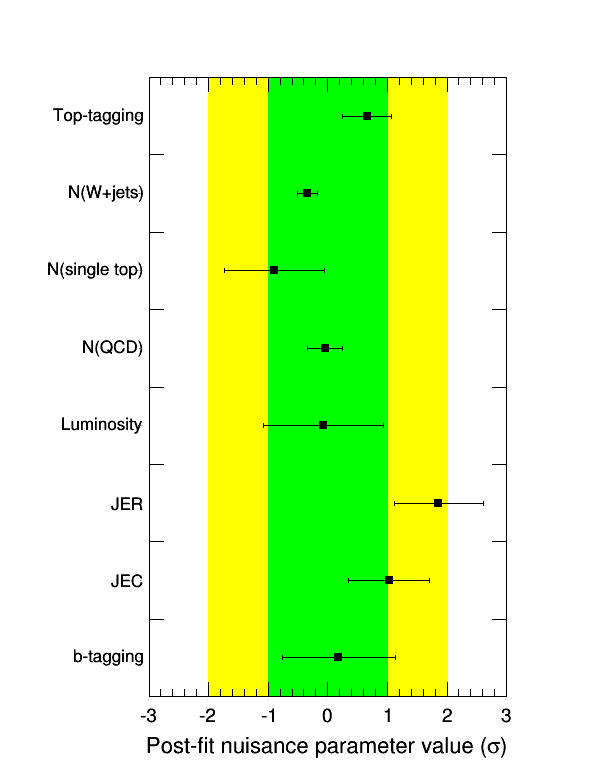 Top-tagging
N(W+jets)
N(single top)
N(QCD)
Luminosity
JER
JEC
b-tagging
-3 -2 -1 0 1 2 3
Post-fit nuisance parameter value (σ)